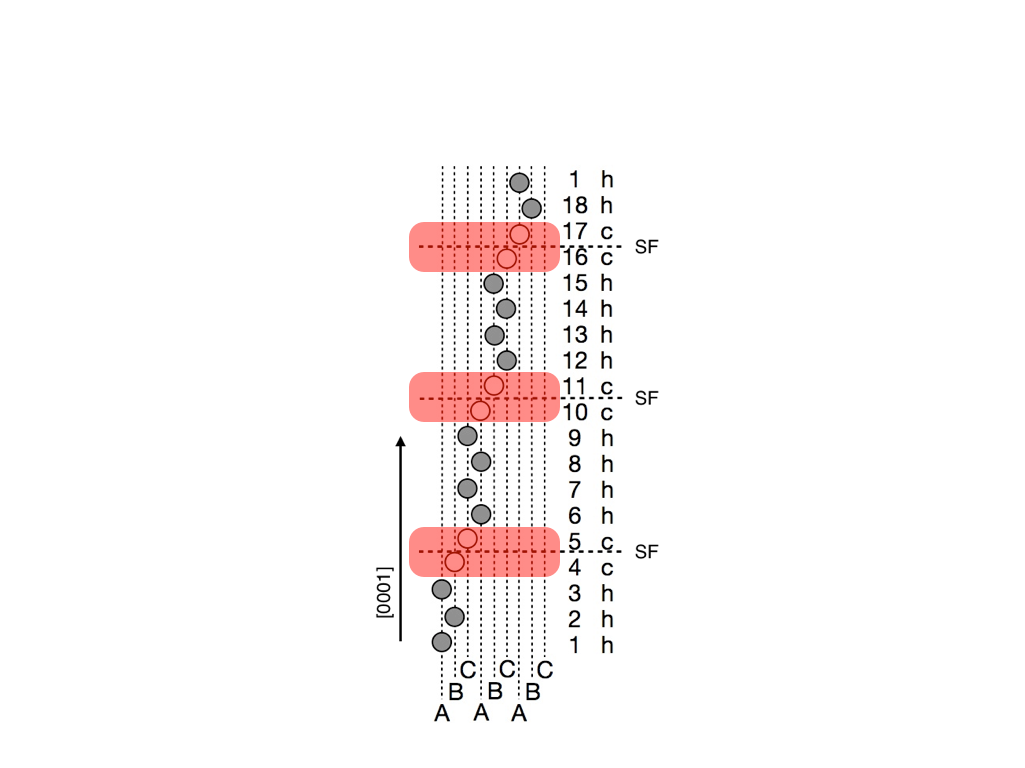 1 h
18 h
17 c
SF
16 c
15 h
14 h
13 h
12 h
11 c
SF
10 c
9 h
8 h
7 h
6 h
5 c
SF
4 c
3 h
2 h
1 h
[0001]
C C C
B B B
A A A